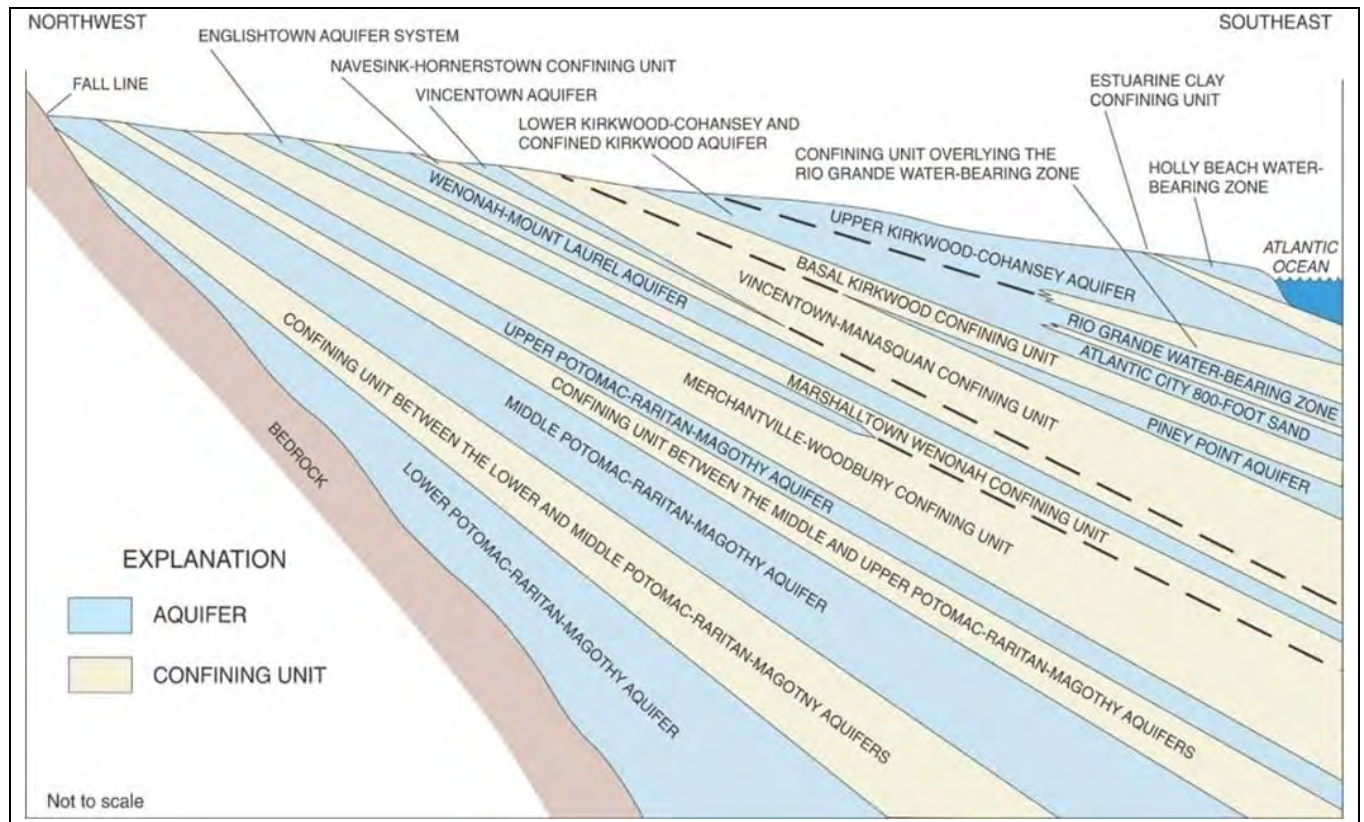 NORTHWEST
SOUTHEAST
ENGLISHTOWN AQUIFER SYSTEM
NAVESINK-HORNERSTOWN CONFINING UNIT
FALL LINE
VINCENTOWN AQUIFER
ESTUARINE CLAY
CONFINING UNIT
LOWER KIRKWOOD-COHANSEY AND
CONFINED KIRKWOOD AQUIFER
CONFINING UNIT OVERLYING THE
RIO GRANDE WATER-BEARING ZONE
HOLLY BEACH WATER-
BEARING ZONE
ATLANTIC
OCEAN
WENONAH-MOUNT LAUREL AQUIFER
UPPER KIRKWOOD-COHANSEY AQUIFER
BASAL KIRKWOOD CONFINING UNIT
VINCENTOWN-MANASQUAN CONFINING UNIT
RIO GRANDE WATER-BEARING ZONE
ATLANTIC CITY 800-FOOT SAND
PINEY POINT AQUIFER
MARSHALLTOWN WENONAH CONFINING UNIT
MERCHANTVILLE-WOODBURY CONFINING UNIT
UPPER POTOMAC-RARITAN-MAGOTHY AQUIFER
CONFINING UNIT BETWEEN THE MIDDLE AND UPPER POTOMAC-RARITAN-MAGOTHY AQUIFERS
MIDDLE POTOMAC-RARITAN-MAGOTHY AQUIFER
CONFINING UNIT BETWEEN THE LOWER AND MIDDLE POTOMAC-RARITAN-MAGOTNY AQUIFERS
LOWER POTOMAC-RARITAN-MAGOTHY AQUIFER
BEDROCK
EXPLANATION
AQUIFER
CONFINING UNIT
Not to scale